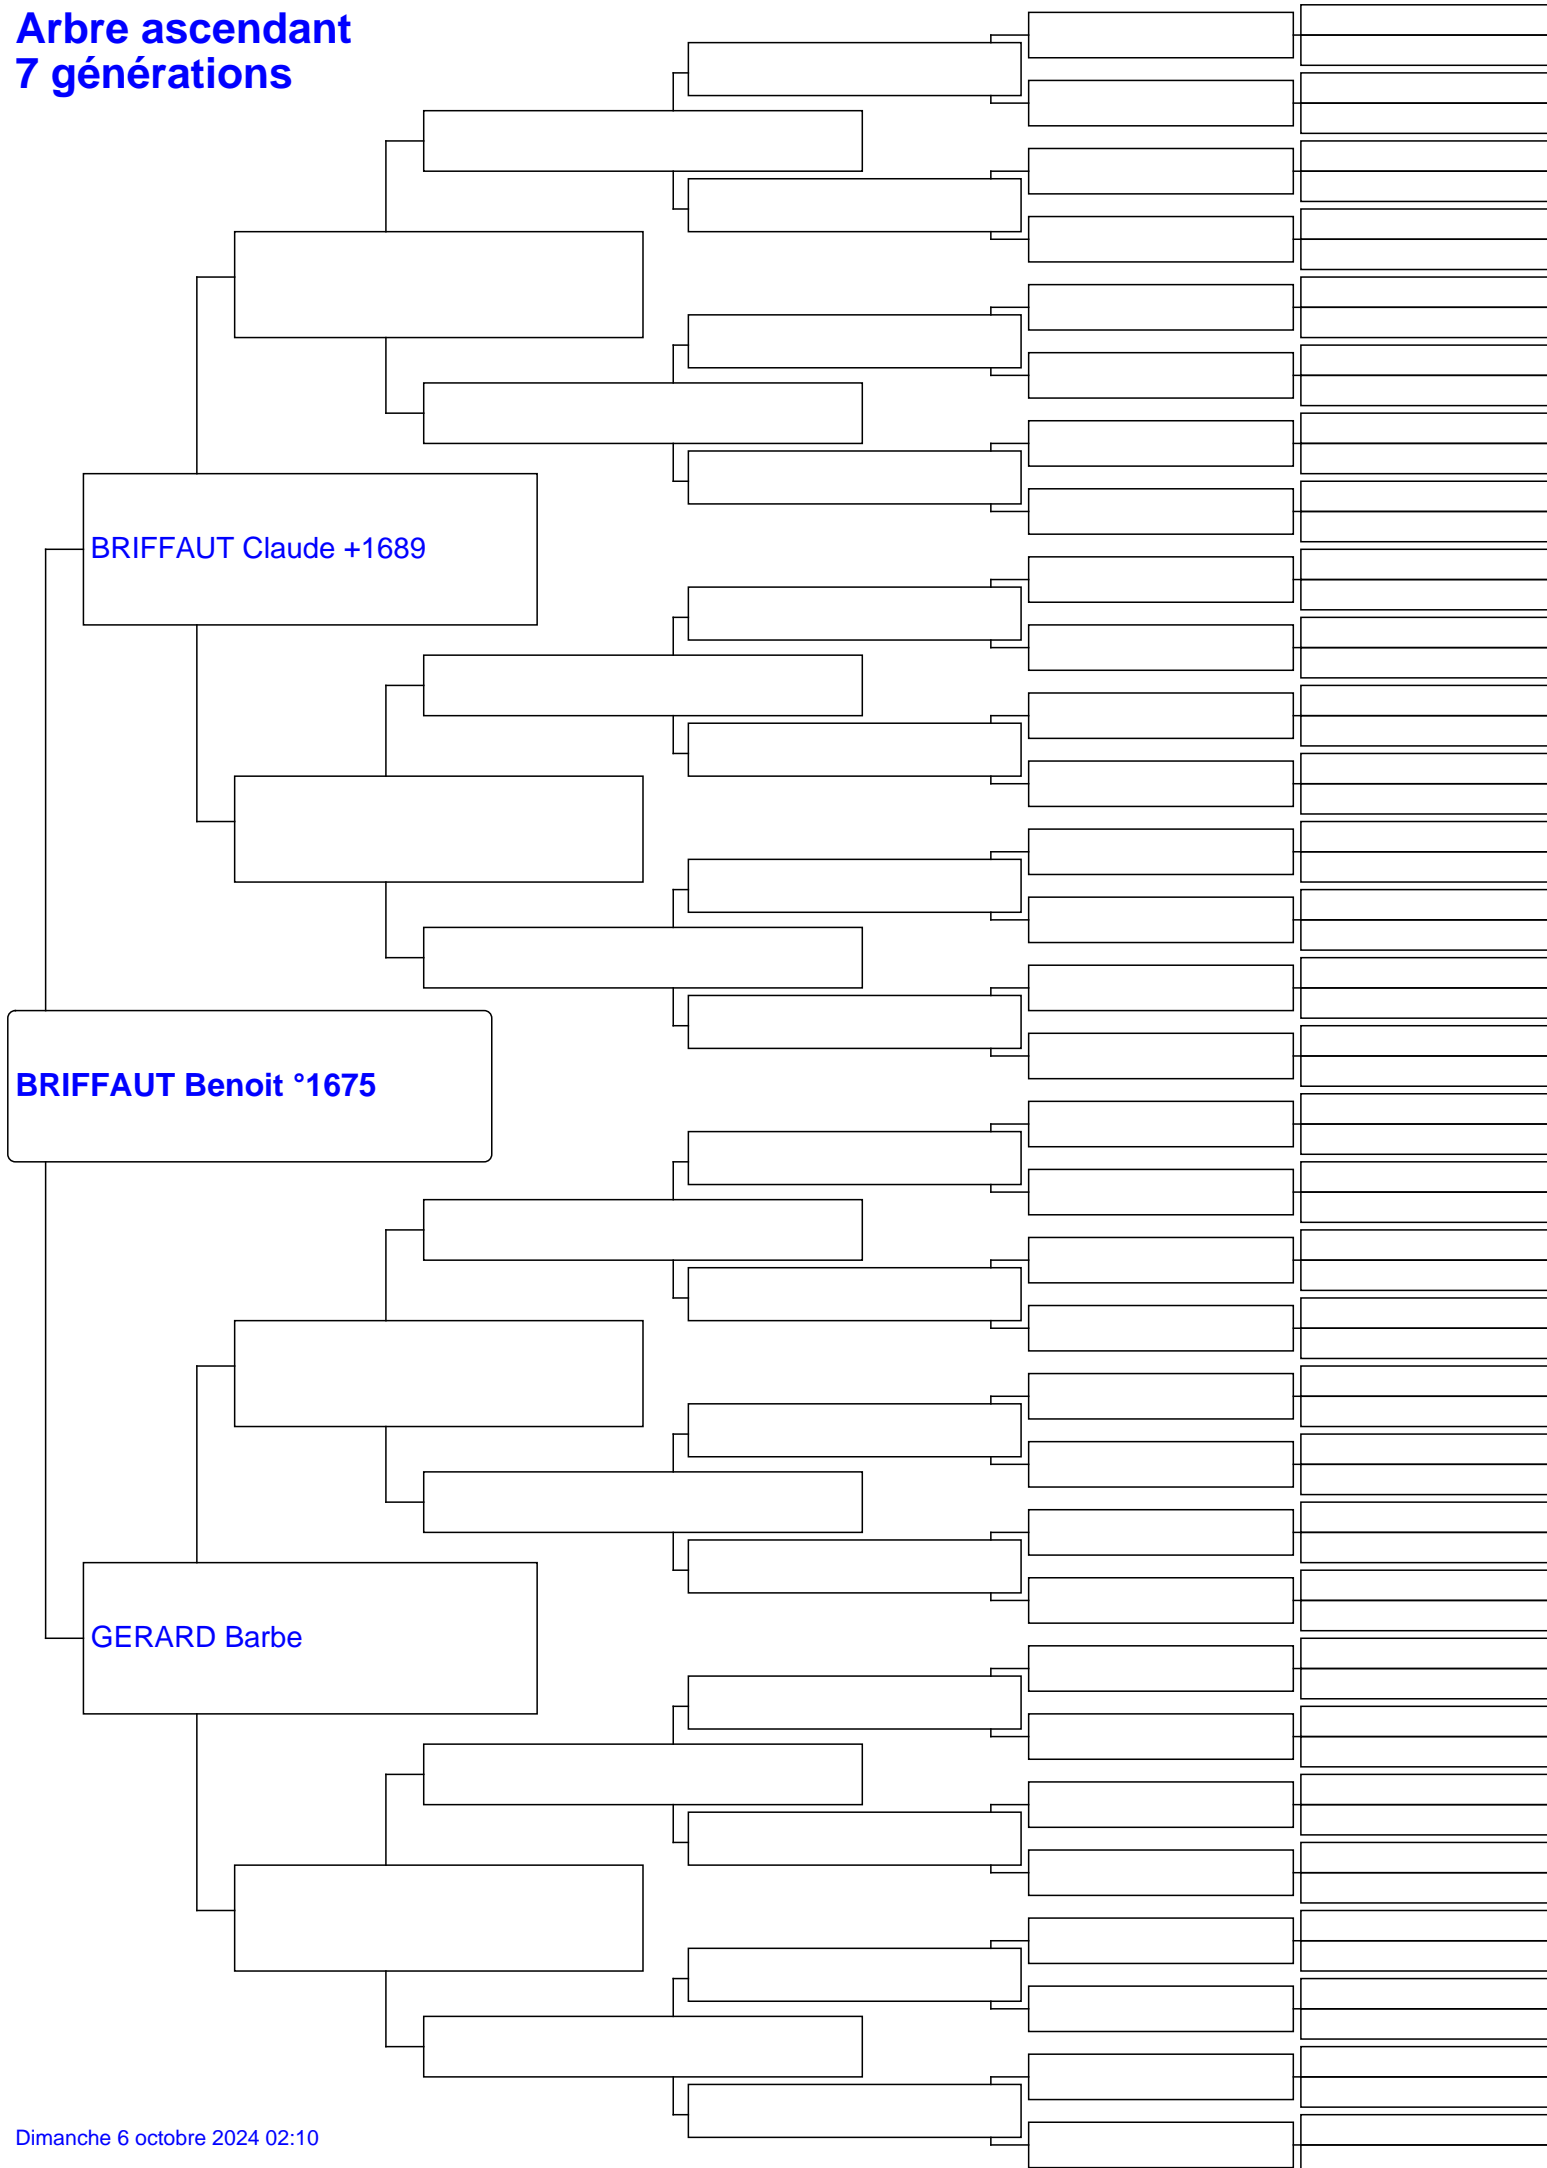 Arbre ascendant
7 générations
BRIFFAUT Claude +1689
BRIFFAUT Benoit °1675
GERARD Barbe
Dimanche 6 octobre 2024 02:10